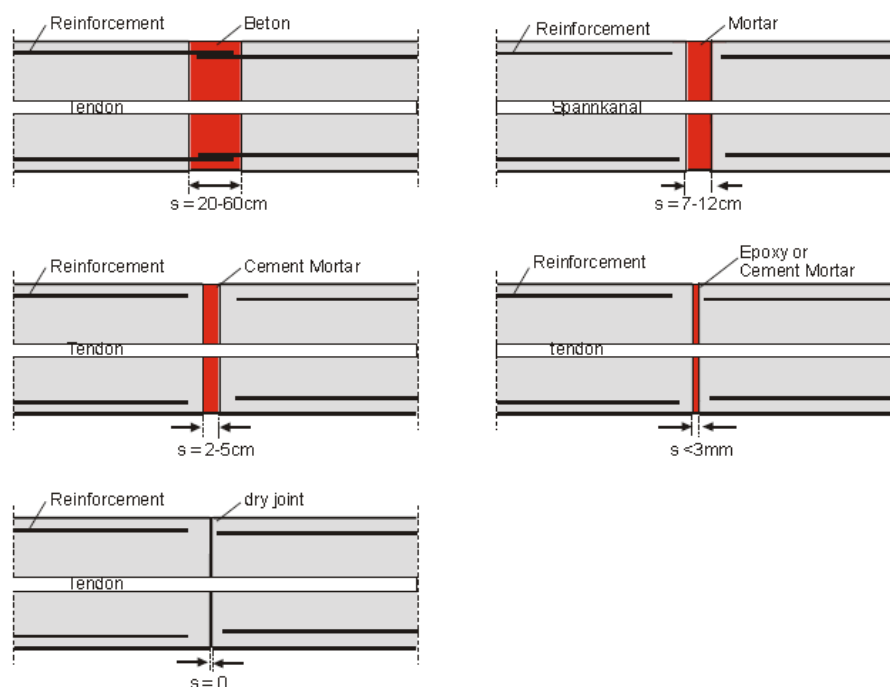 Reinforcement
Beton
Tendon
s = 20-60cm
Reinforcement
Mortar
Spannkanal
s = 7-12cm
Reinforcement
Cement Mortar
Tendon
s = 2-5cm
Reinforcement
Epoxy or
Cement Mortar
tendon
s <3mm
Reinforcement
dry joint
Tendon
s = 0